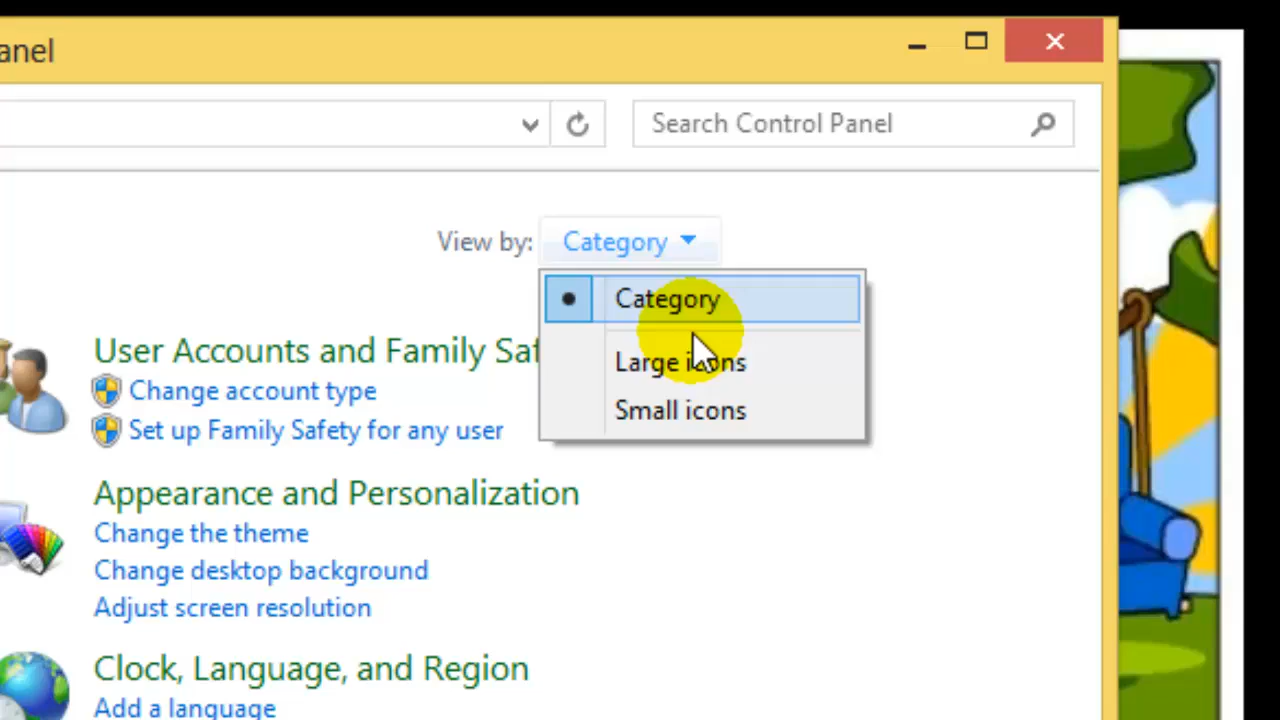 anel
Search Control Panel
View by: Category
Category
Large icons
Small icons
User Accounts and Family Saf
Change account type
Set up Family Safety for any user
Appearance and Personalization
Change the theme
Change desktop background
Adjust screen resolution
Clock, Language, and Region
Add a language